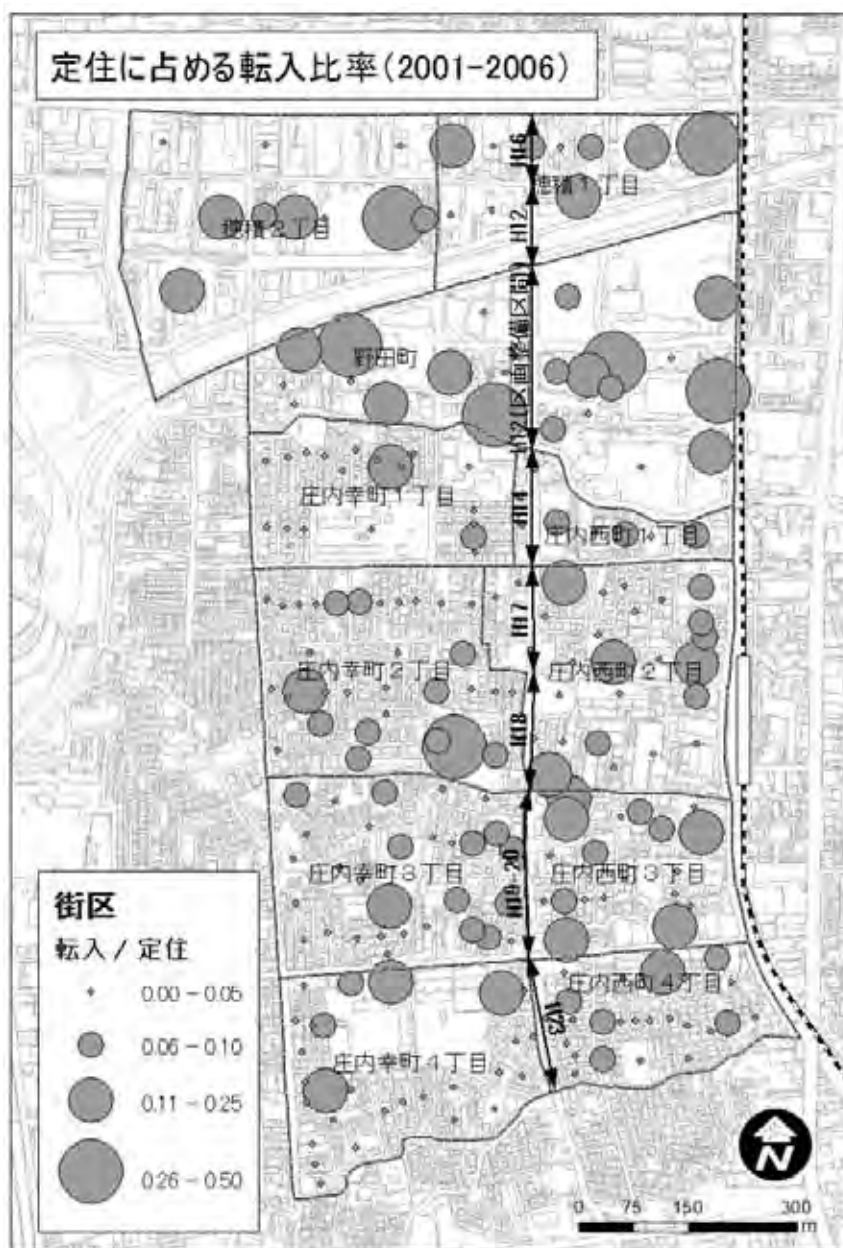 定住に占める転入比率(2001-2006)
H16
穂積1丁目
H12
穂積2丁目
H12(区画整備区間)
野田町
庄内幸町1丁目
H14
庄内西町1丁目
H17
庄内幸町2丁目
庄内西町2丁目
H18
庄内幸町3丁目
H19-20
庄内西町3丁目
庄内西町4丁目
H23
庄内幸町4丁目
街区
転入 / 定住
0.00 - 0.05
0.06 - 0.10
0.11 - 0.25
0.26 - 0.50
N
0 75 150 300
m